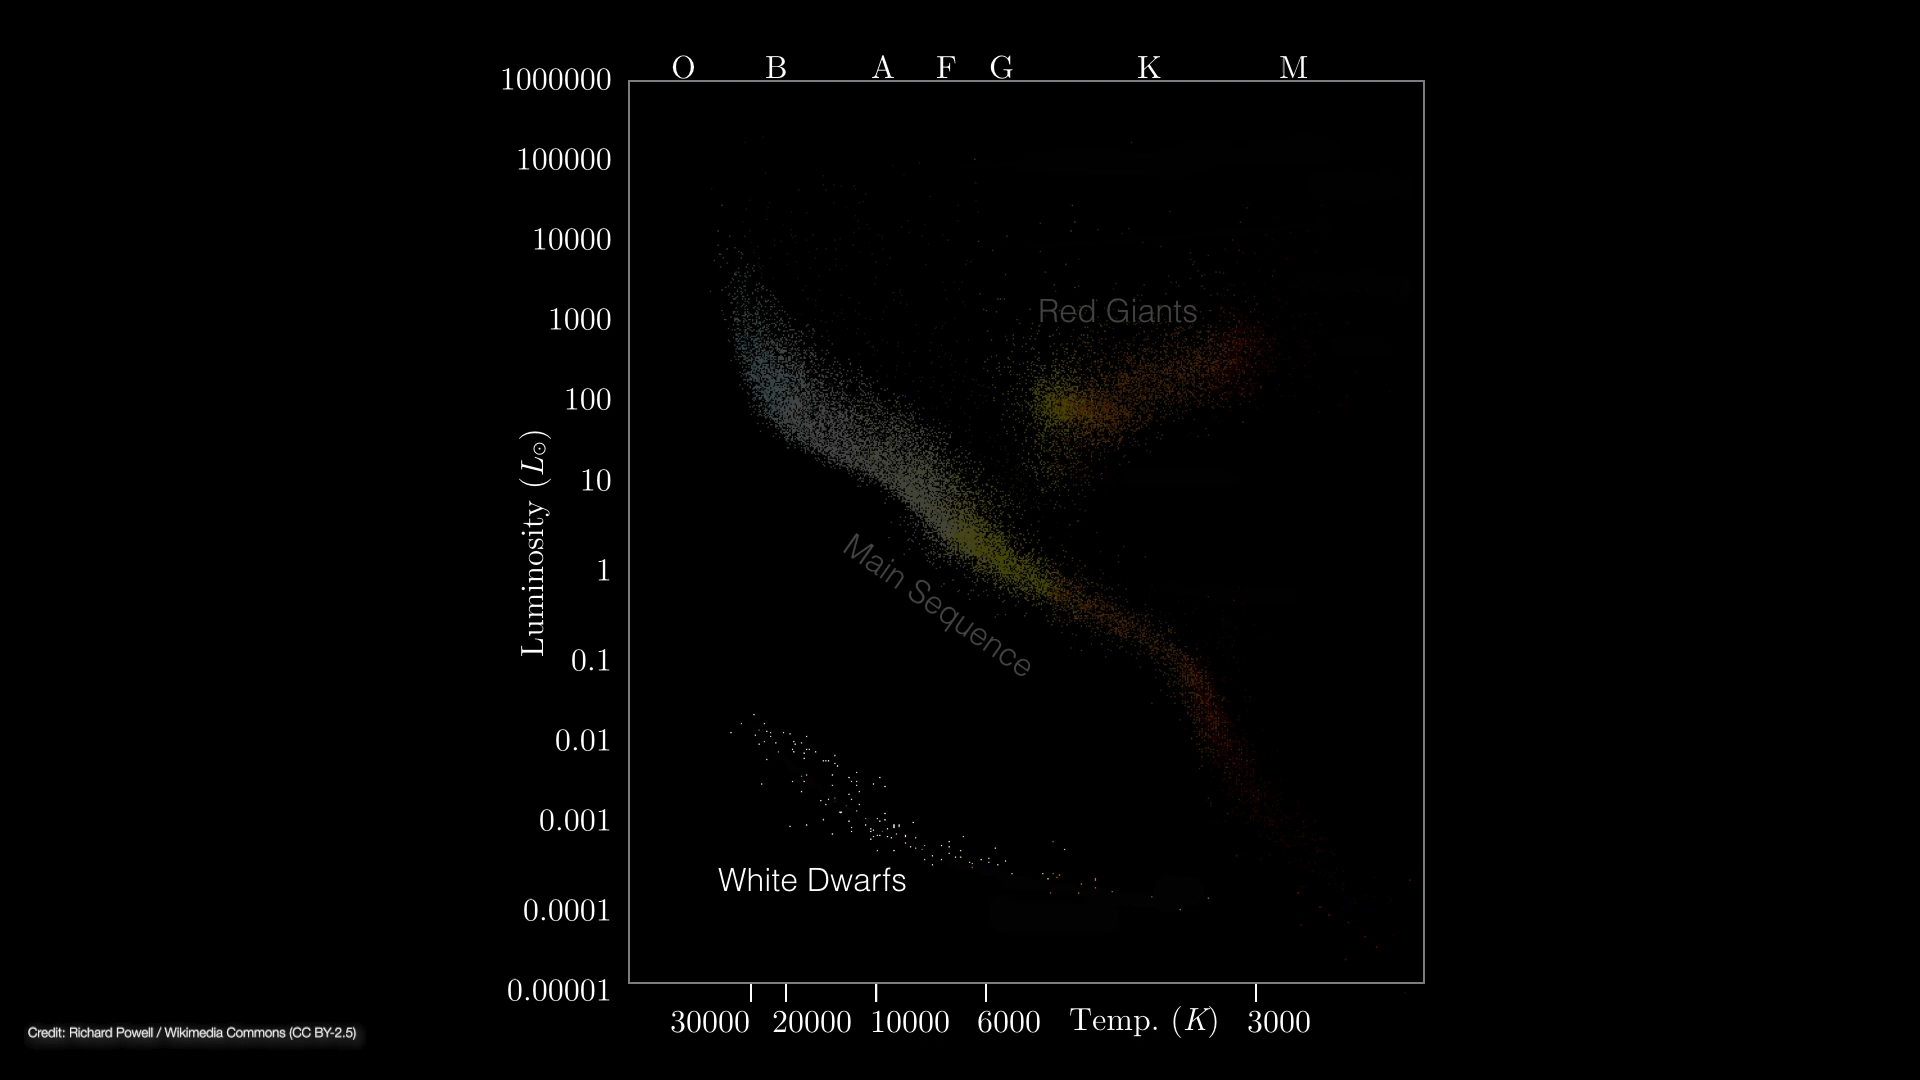 O B A F G K M
1000000
100000
10000
1000
100
10
1
0.1
0.01
0.001
0.0001
0.00001
Luminosity (L⊙)
Red Giants
Main Sequence
White Dwarfs
30000 20000 10000 6000 Temp. (K) 3000
Credit: Richard Powell / Wikimedia Commons (CC BY-2.5)